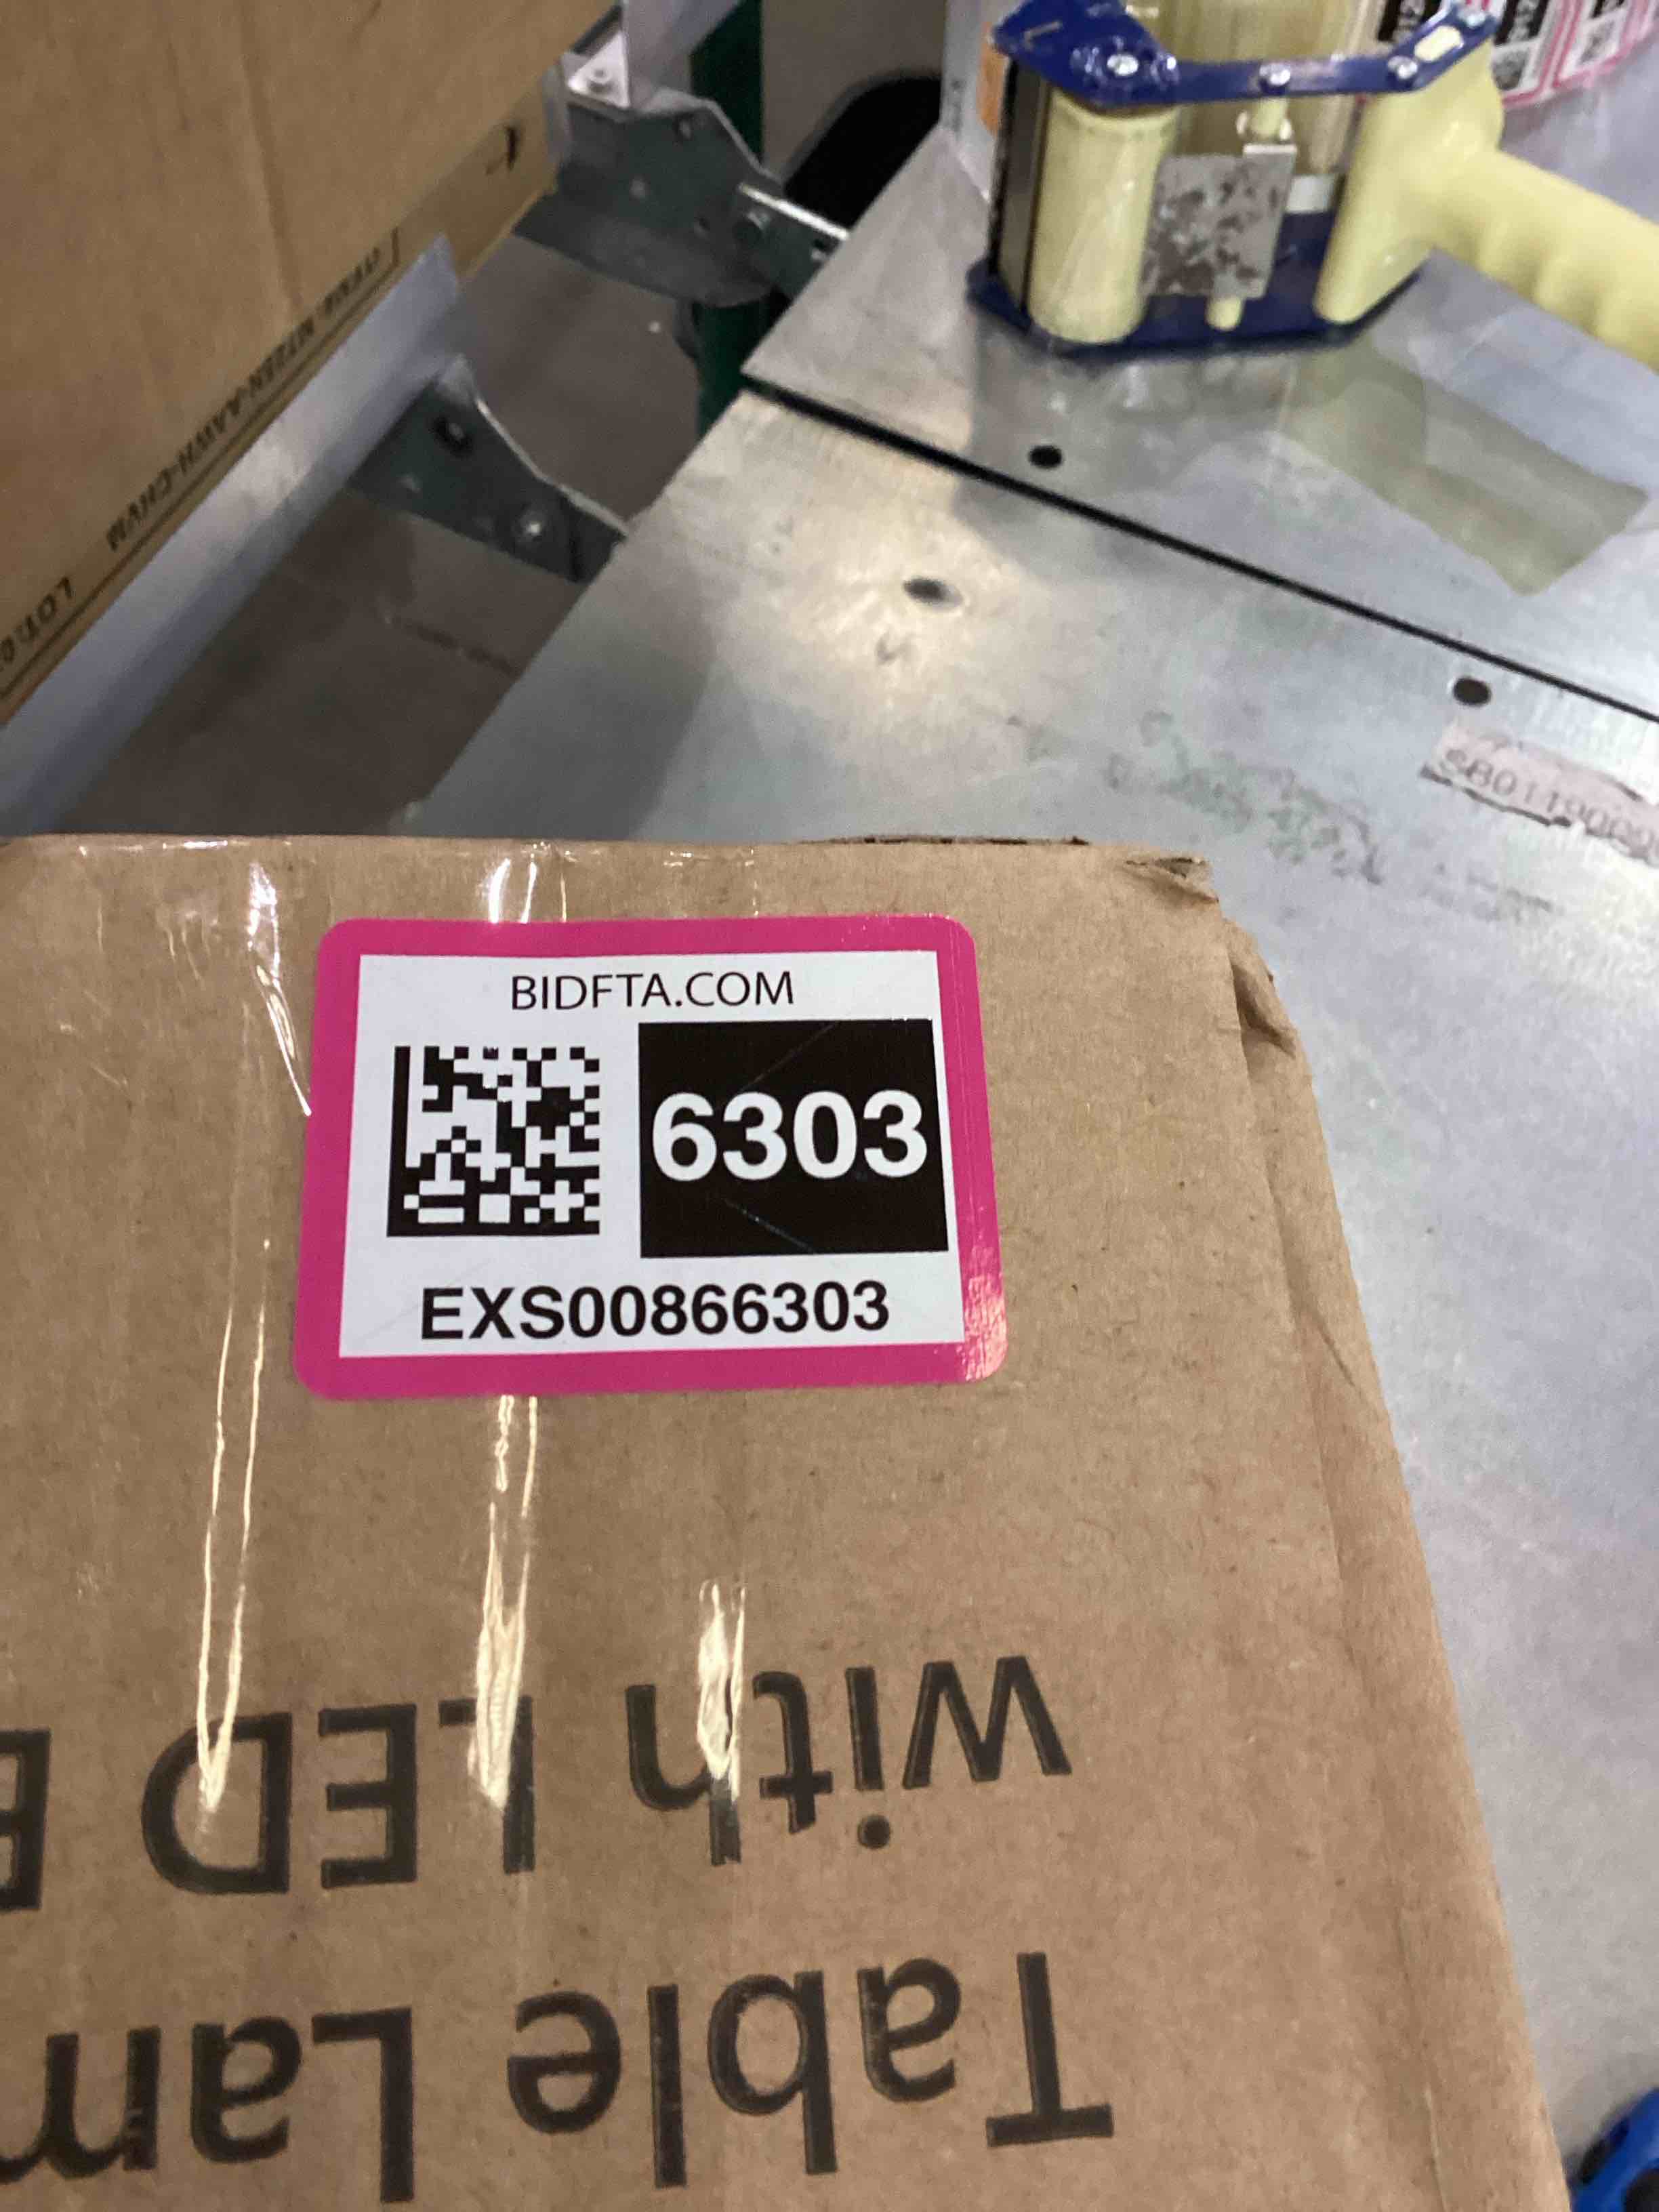 BIDFTA.COM
6303
EXS00866303
Table Lam
with LED